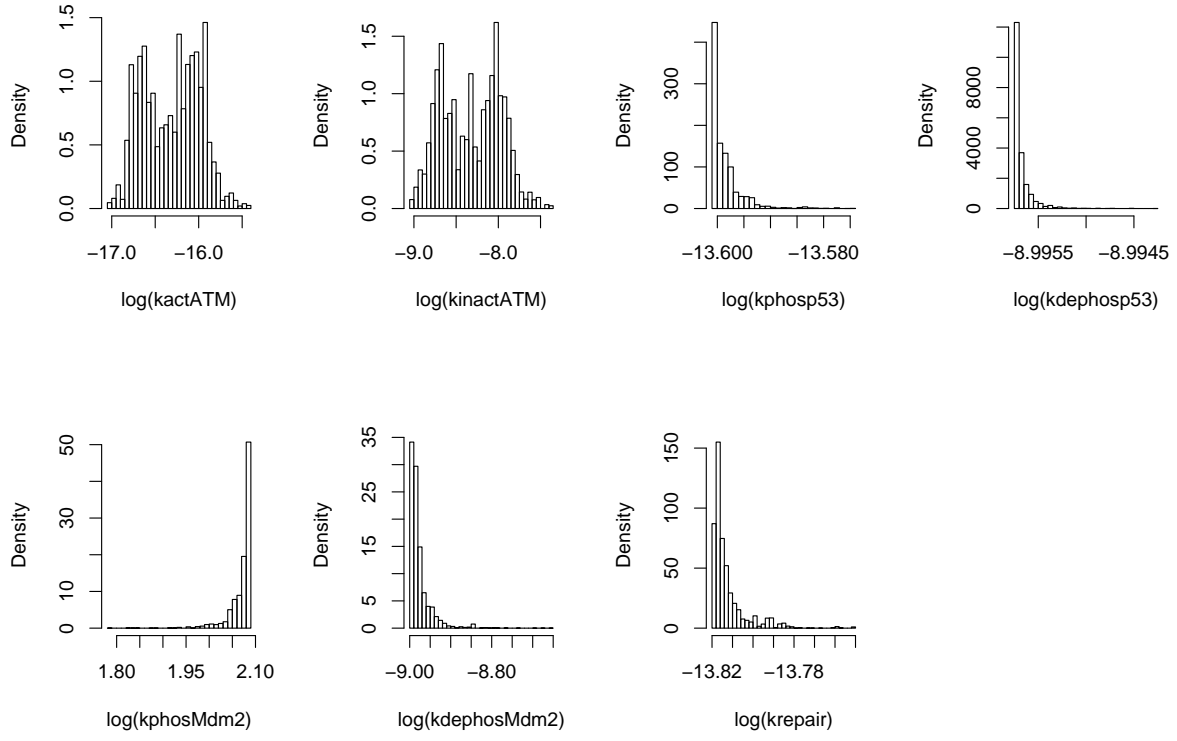 Density
0.0 0.5 1.0 1.5
−17.0 −16.0
log(kactATM)
Density
0.0 0.5 1.0 1.5
−9.0 −8.0
log(kinactATM)
Density
0 100 300
−13.600 −13.580
log(kphosp53)
Density
0 4000 8000
−8.9955 −8.9945
log(kdephosp53)
Density
0 10 30 50
1.80 1.95 2.10
log(kphosMdm2)
Density
0 5 15 25 35
−9.00 −8.80
log(kdephosMdm2)
Density
0 50 100 150
−13.82 −13.78
log(krepair)